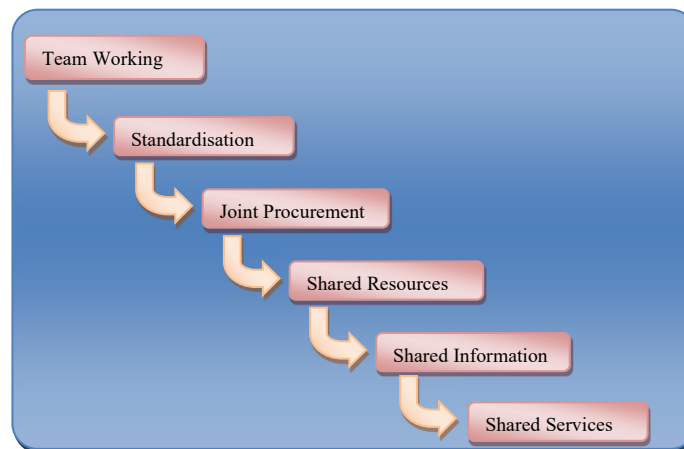 Team Working
Standardisation
Joint Procurement
Shared Resources
Shared Information
Shared Services